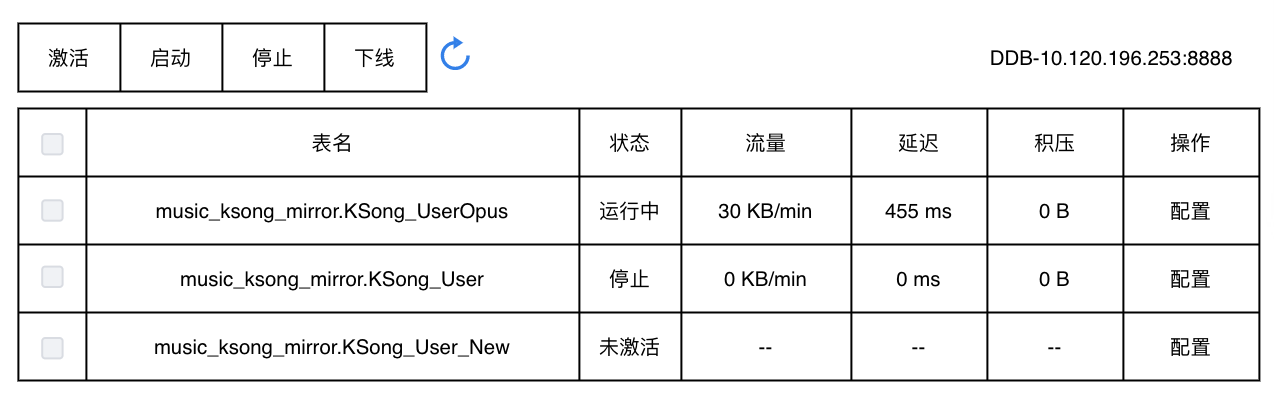 激活 启动 停止 下线 DDB-10.120.196.253:8888
表名 状态 流量 延迟 积压 操作
music_ksong_mirror.KSong_UserOpus 运行中 30 KB/min 455 ms 0 B 配置
music_ksong_mirror.KSong_User 停止 0 KB/min 0 ms 0 B 配置
music_ksong_mirror.KSong_User_New 未激活 -- -- -- 配置